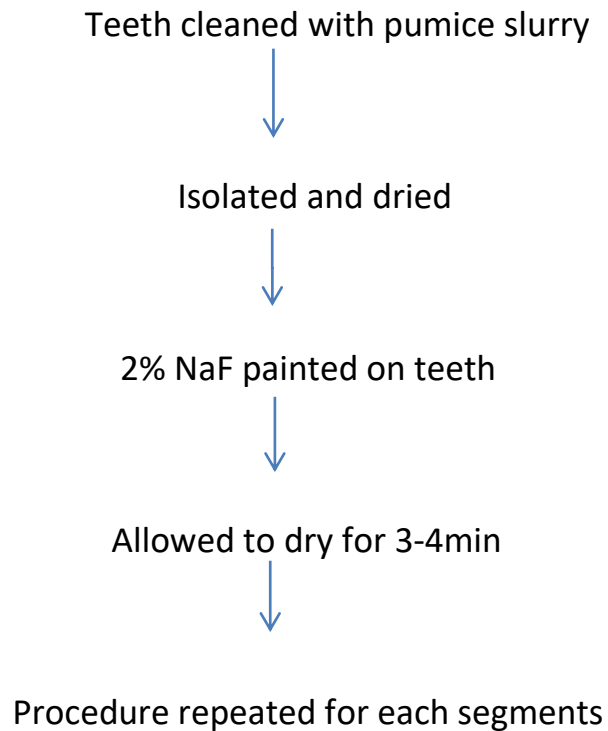 Teeth cleaned with pumice slurry
Isolated and dried
2% NaF painted on teeth
Allowed to dry for 3-4min
Procedure repeated for each segments